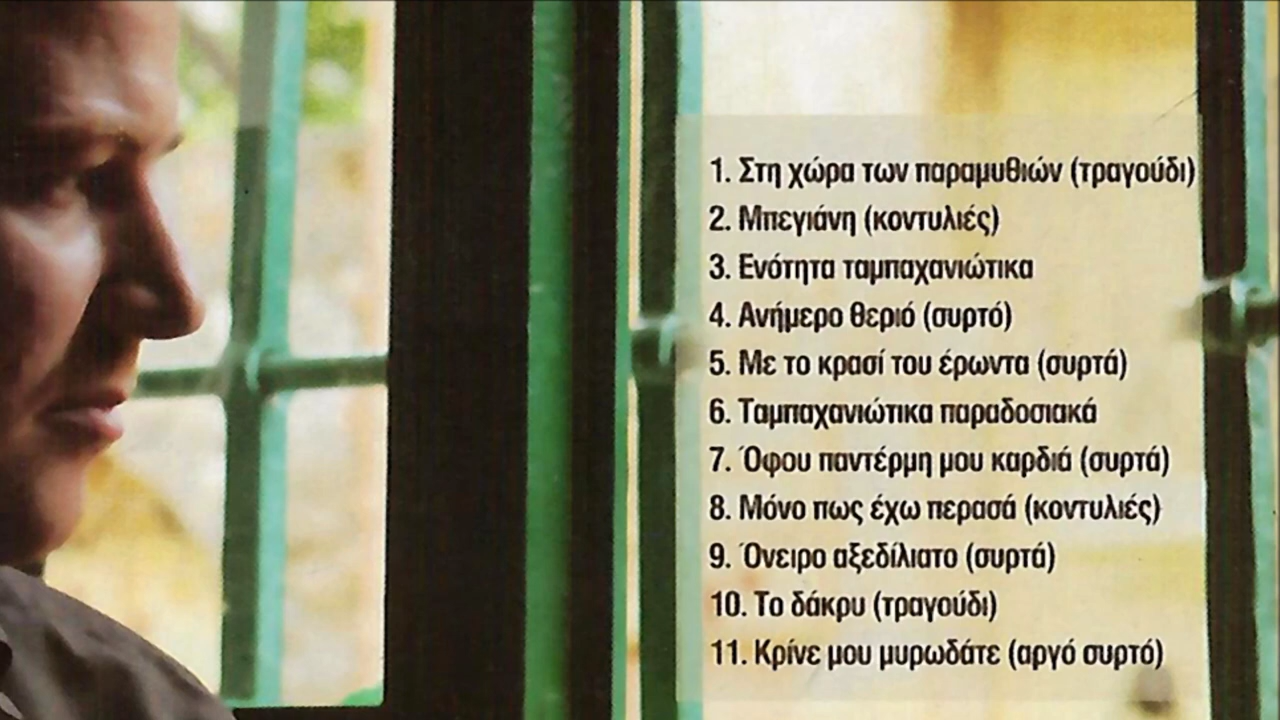 1. Στη χώρα των παραμυθιών (τραγούδι)
2. Μπεγιάνη (κοντυλιές)
3. Ενότητα ταμπαχανιώτικα
4. Ανήμερο θεριό (συρτό)
5. Με το κρασί του έρωντα (συρτά)
6. Ταμπαχανιώτικα παραδοσιακά
7. Όφου παντέρμη μου καρδιά (συρτά)
8. Μόνο πως έχω περασά (κοντυλιές)
9. Όνειρο αξεδίλιατο (συρτά)
10. Το δάκρυ (τραγούδι)
11. Κρίνε μου μυρωδάτε (αργό συρτό)